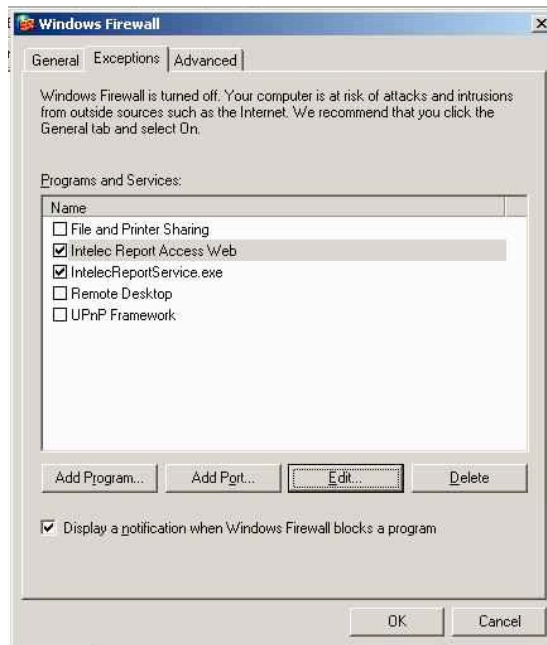 Windows Firewall
General
Exceptions
Advanced
Windows Firewall is turned off. Your computer is at risk of attacks and intrusions
from outside sources such as the Internet. We recommend that you click the
General tab and select On.
Programs and Services:
Name
File and Printer Sharing
Intelec Report Access Web
IntelecReportService.exe
Remote Desktop
UPnP Framework
Add Program...
Add Port...
Edit...
Delete
Display a notification when Windows Firewall blocks a program
OK
Cancel